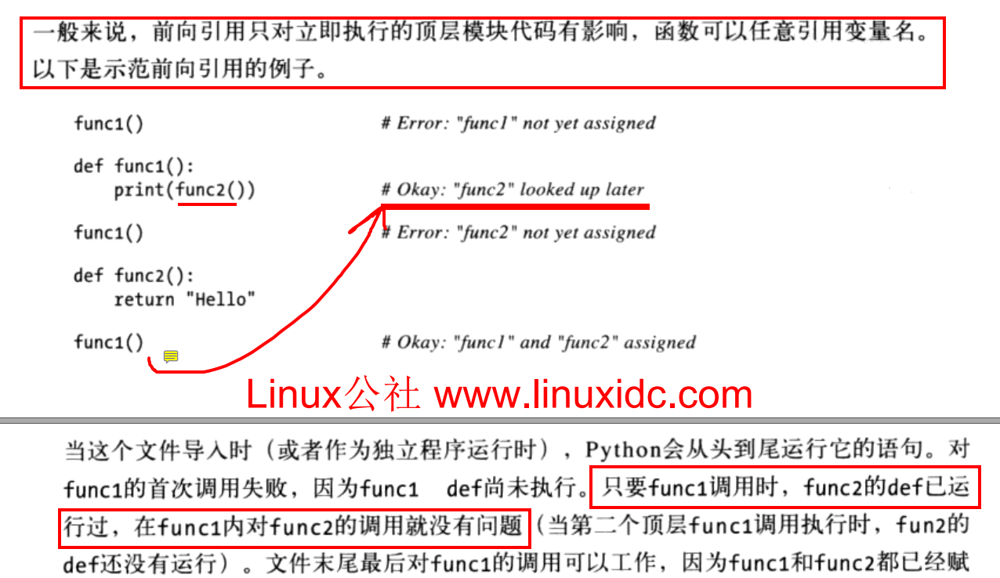 一般来说，前向引用只对立即执行的顶层模块代码有影响，函数可以任意引用变量名。
以下是示范前向引用的例子。
func1() # Error: "func1" not yet assigned
def func1():
print(func2()) # Okay: "func2" looked up later
func1() # Error: "func2" not yet assigned
def func2():
return "Hello"
func1() # Okay: "func1" and "func2" assigned
Linux公社 www.linuxidc.com
当这个文件导入时（或者作为独立程序运行时），Python会从头到尾运行它的语句。对
func1的首次调用失败，因为func1 def尚未执行。只要func1调用时，func2的def已运
行过，在func1内对func2的调用就没有问题（当第二个顶层func1调用执行时，fun2的
def还没有运行）。文件末尾最后对func1的调用可以工作，因为func1和func2都已经赋